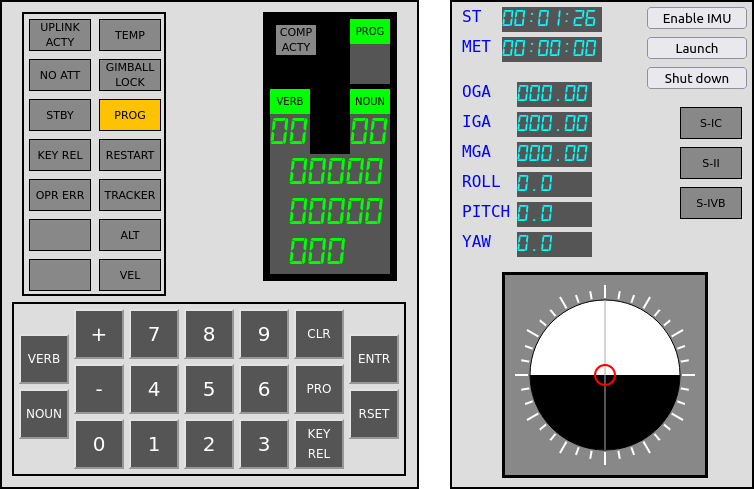 UPLINK
ACTY
TEMP
NO ATT
GIMBALL
LOCK
STBY
PROG
KEY REL
RESTART
OPR ERR
TRACKER
ALT
VEL
COMP
ACTY
PROG
VERB
NOUN
00
00
00000
00000
000
VERB
NOUN
+
7
8
9
CLR
-
4
5
6
PRO
0
1
2
3
KEY
REL
ENTR
RSET
ST 00:01:26
MET 00:00:00
OGA 000.00
IGA 000.00
MGA 000.00
ROLL 0.0
PITCH 0.0
YAW 0.0
Enable IMU
Launch
Shut down
S-IC
S-II
S-IVB